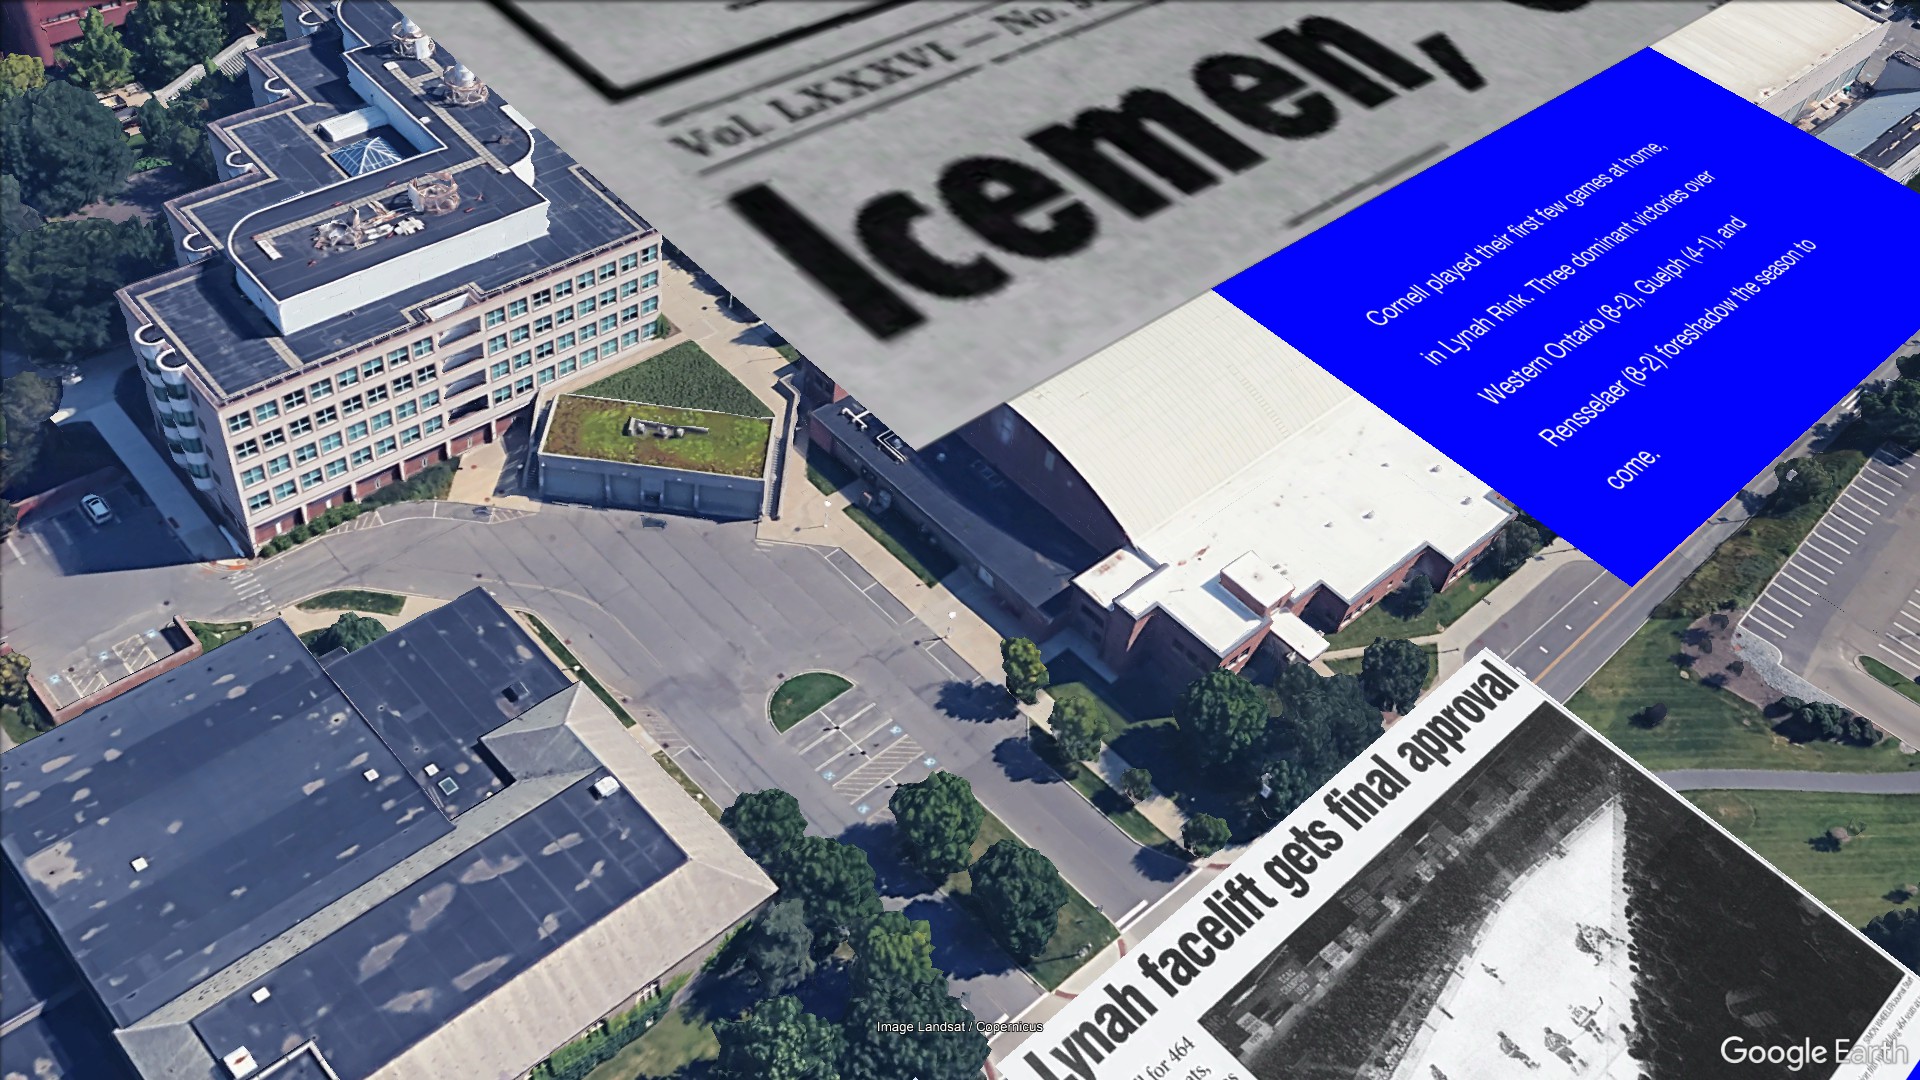 Vol. LXXVI — No.
Icemen,
Cornell played their first few games at home,
in Lynah Rink. Three dominant victories over
Western Ontario (8-2), Guelph (4-1), and
Rensselaer (8-2) foreshadow the season to
come.
Lynah facelift gets final approval
for 464
Image Landsat / Copernicus
Google Earth